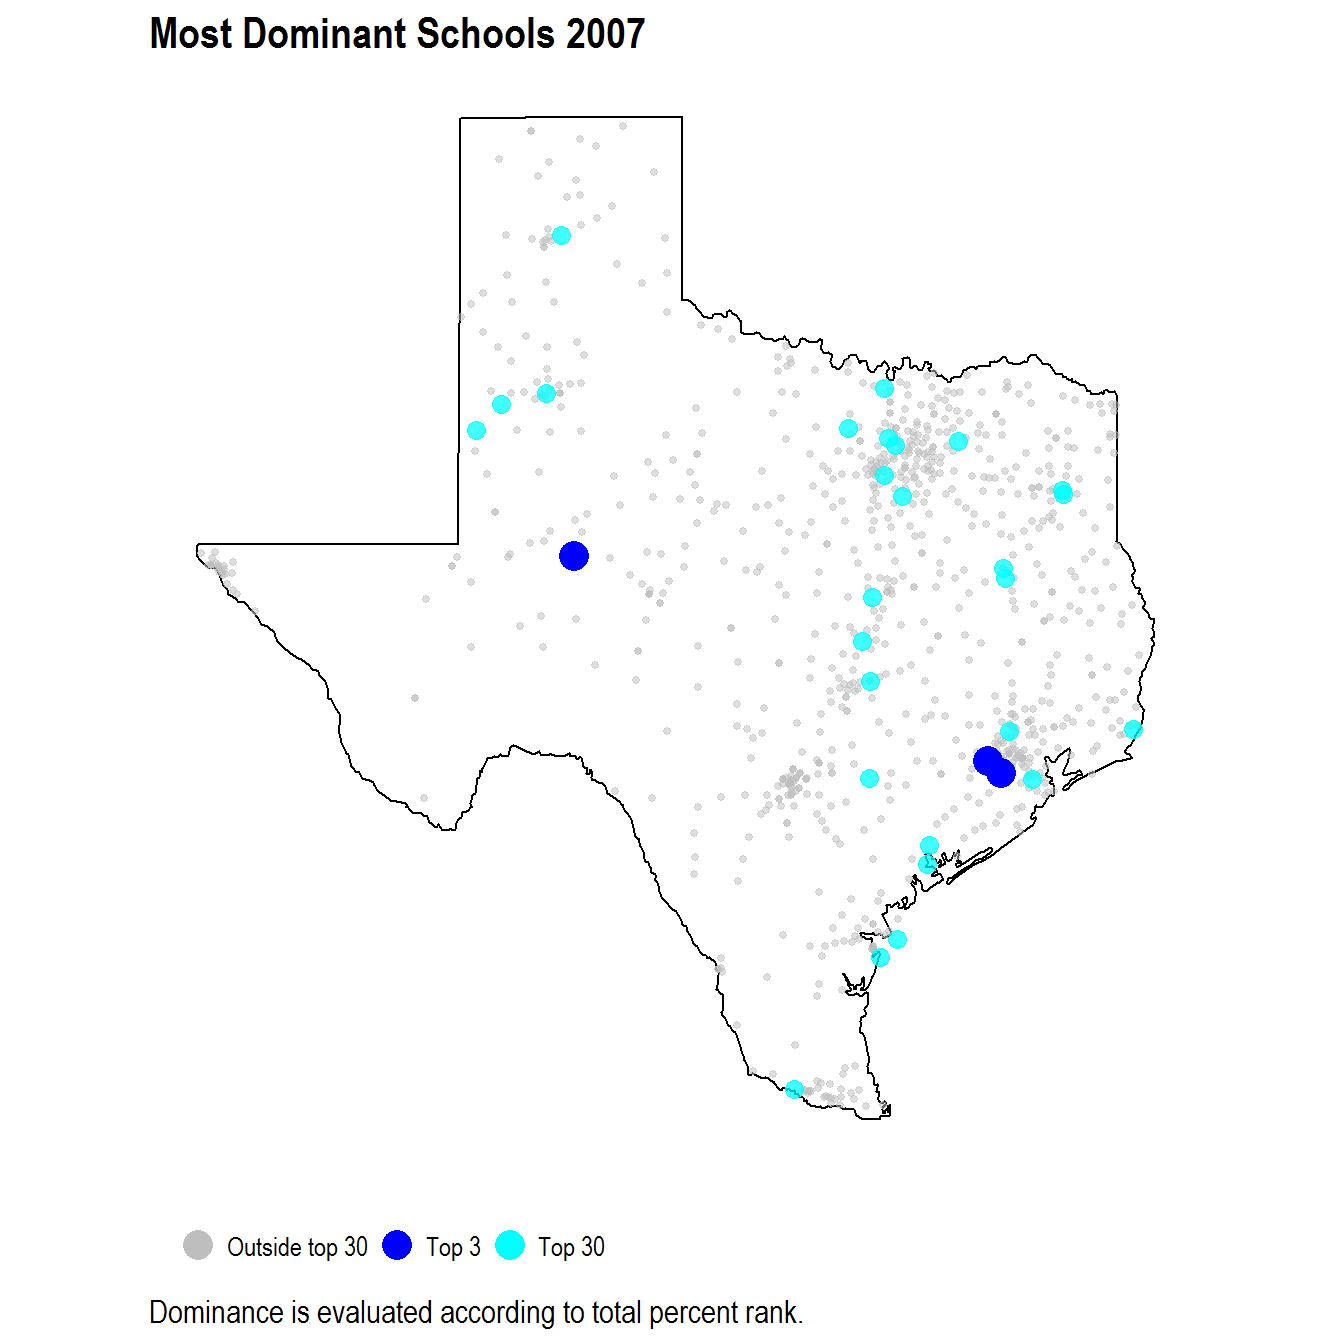 Most Dominant Schools 2007
Outside top 30 Top 3 Top 30
Dominance is evaluated according to total percent rank.